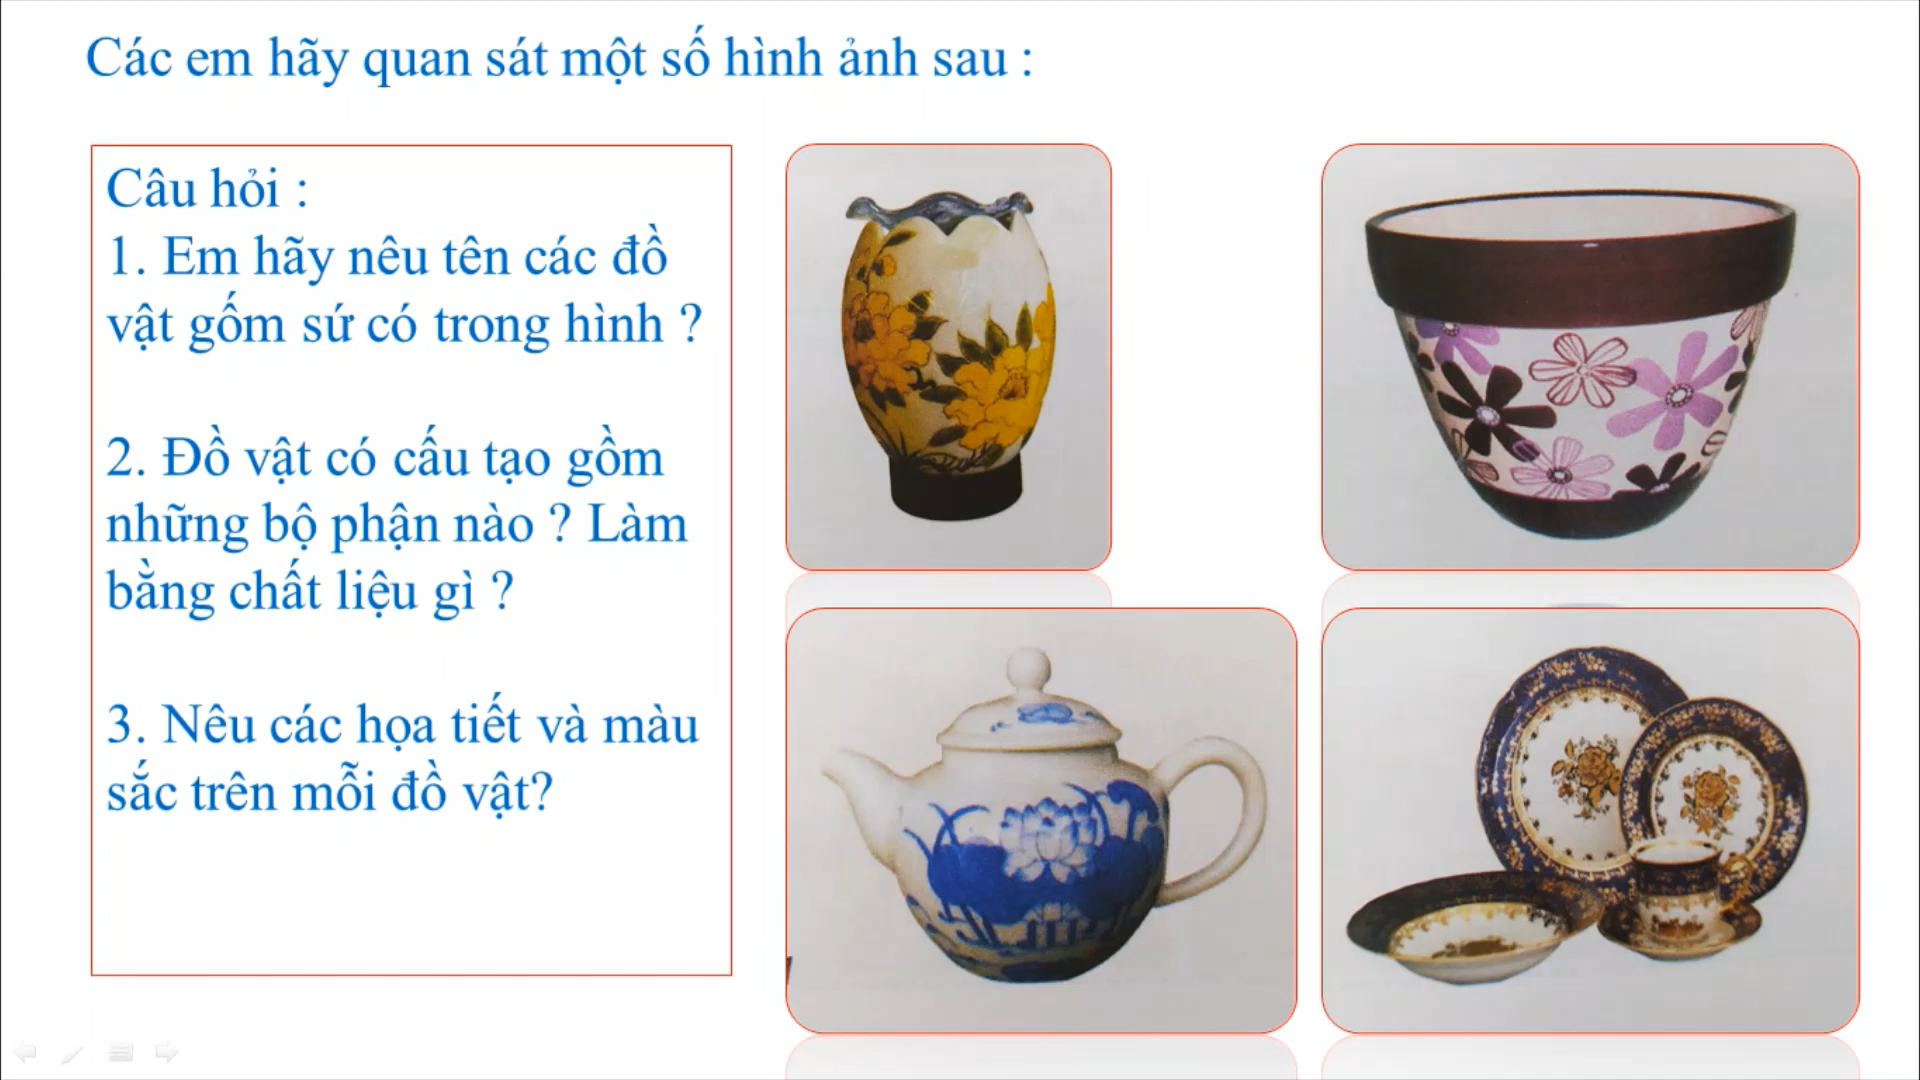 Các em hãy quan sát một số hình ảnh sau :
Câu hỏi :
1. Em hãy nêu tên các đồ
vật gốm sứ có trong hình ?
2. Đồ vật có cấu tạo gồm
những bộ phận nào ? Làm
bằng chất liệu gì ?
3. Nêu các họa tiết và màu
sắc trên mỗi đồ vật?